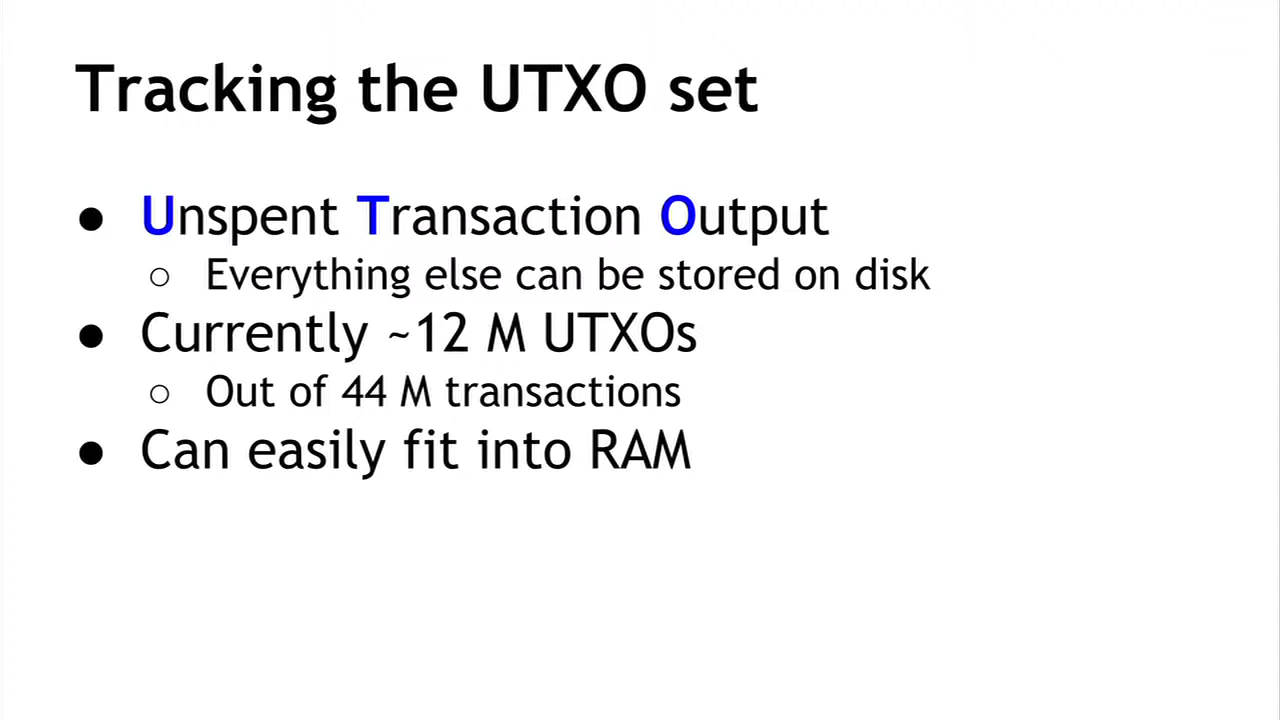 Tracking the UTXO set
● Unspent Transaction Output
○ Everything else can be stored on disk
● Currently ~12 M UTXOs
○ Out of 44 M transactions
● Can easily fit into RAM